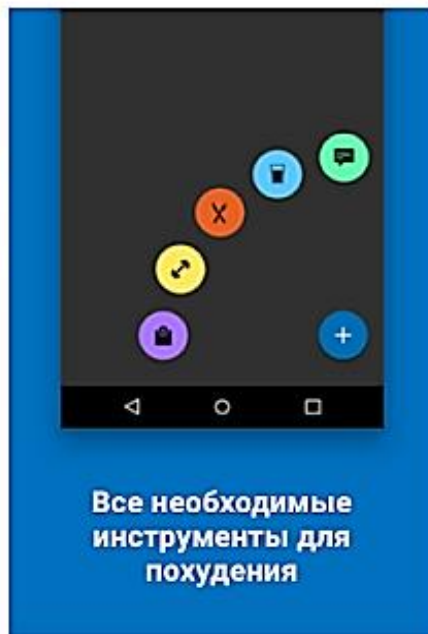 Все необходимые
инструменты для
похудения